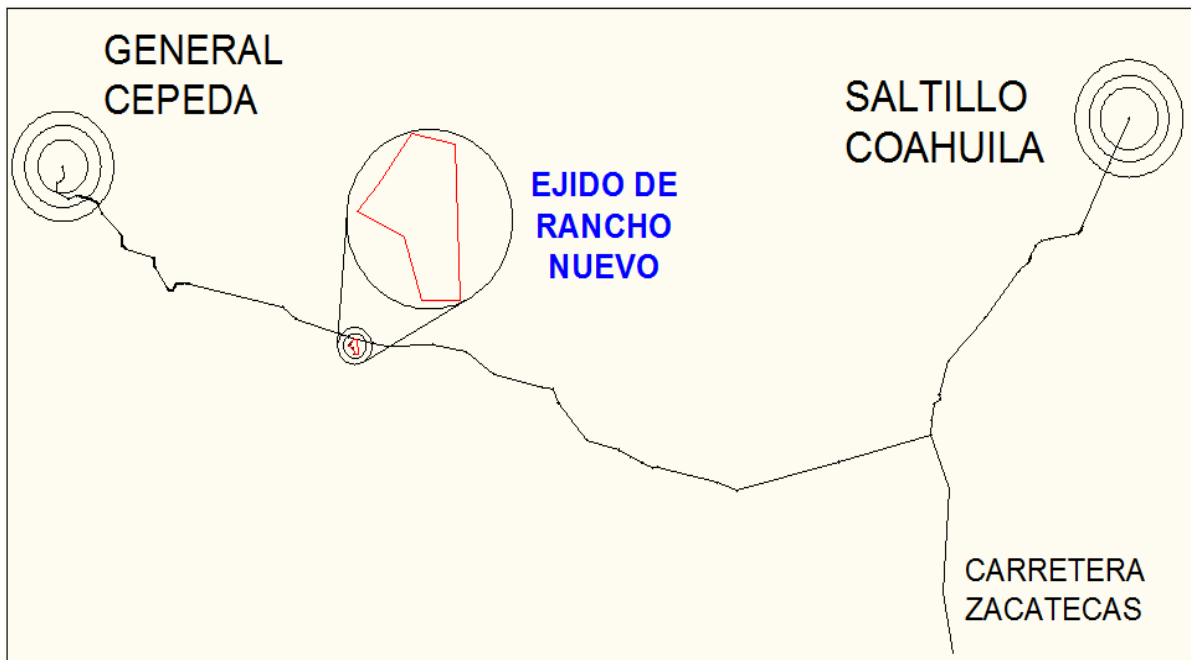 GENERAL
CEPEDA
SALTILLO
COAHUILA
EJIDO DE
RANCHO
NUEVO
CARRETERA
ZACATECAS